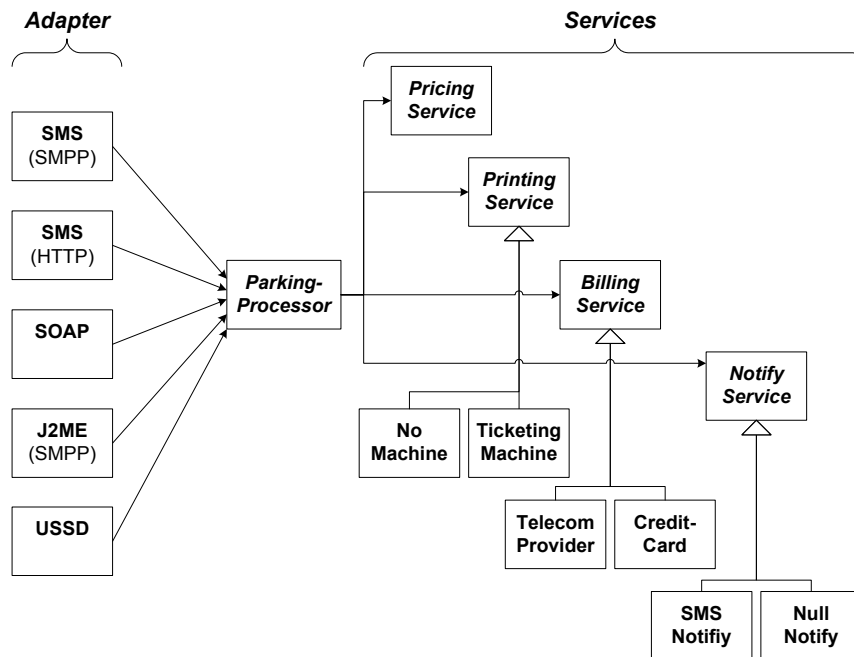 Adapter
Services
SMS
(SMPP)
SMS
(HTTP)
SOAP
J2ME
(SMPP)
USSD
Parking-
Processor
Pricing
Service
Printing
Service
Billing
Service
Notify
Service
No
Machine
Ticketing
Machine
Telecom
Provider
Credit-
Card
SMS
Notifiy
Null
Notify